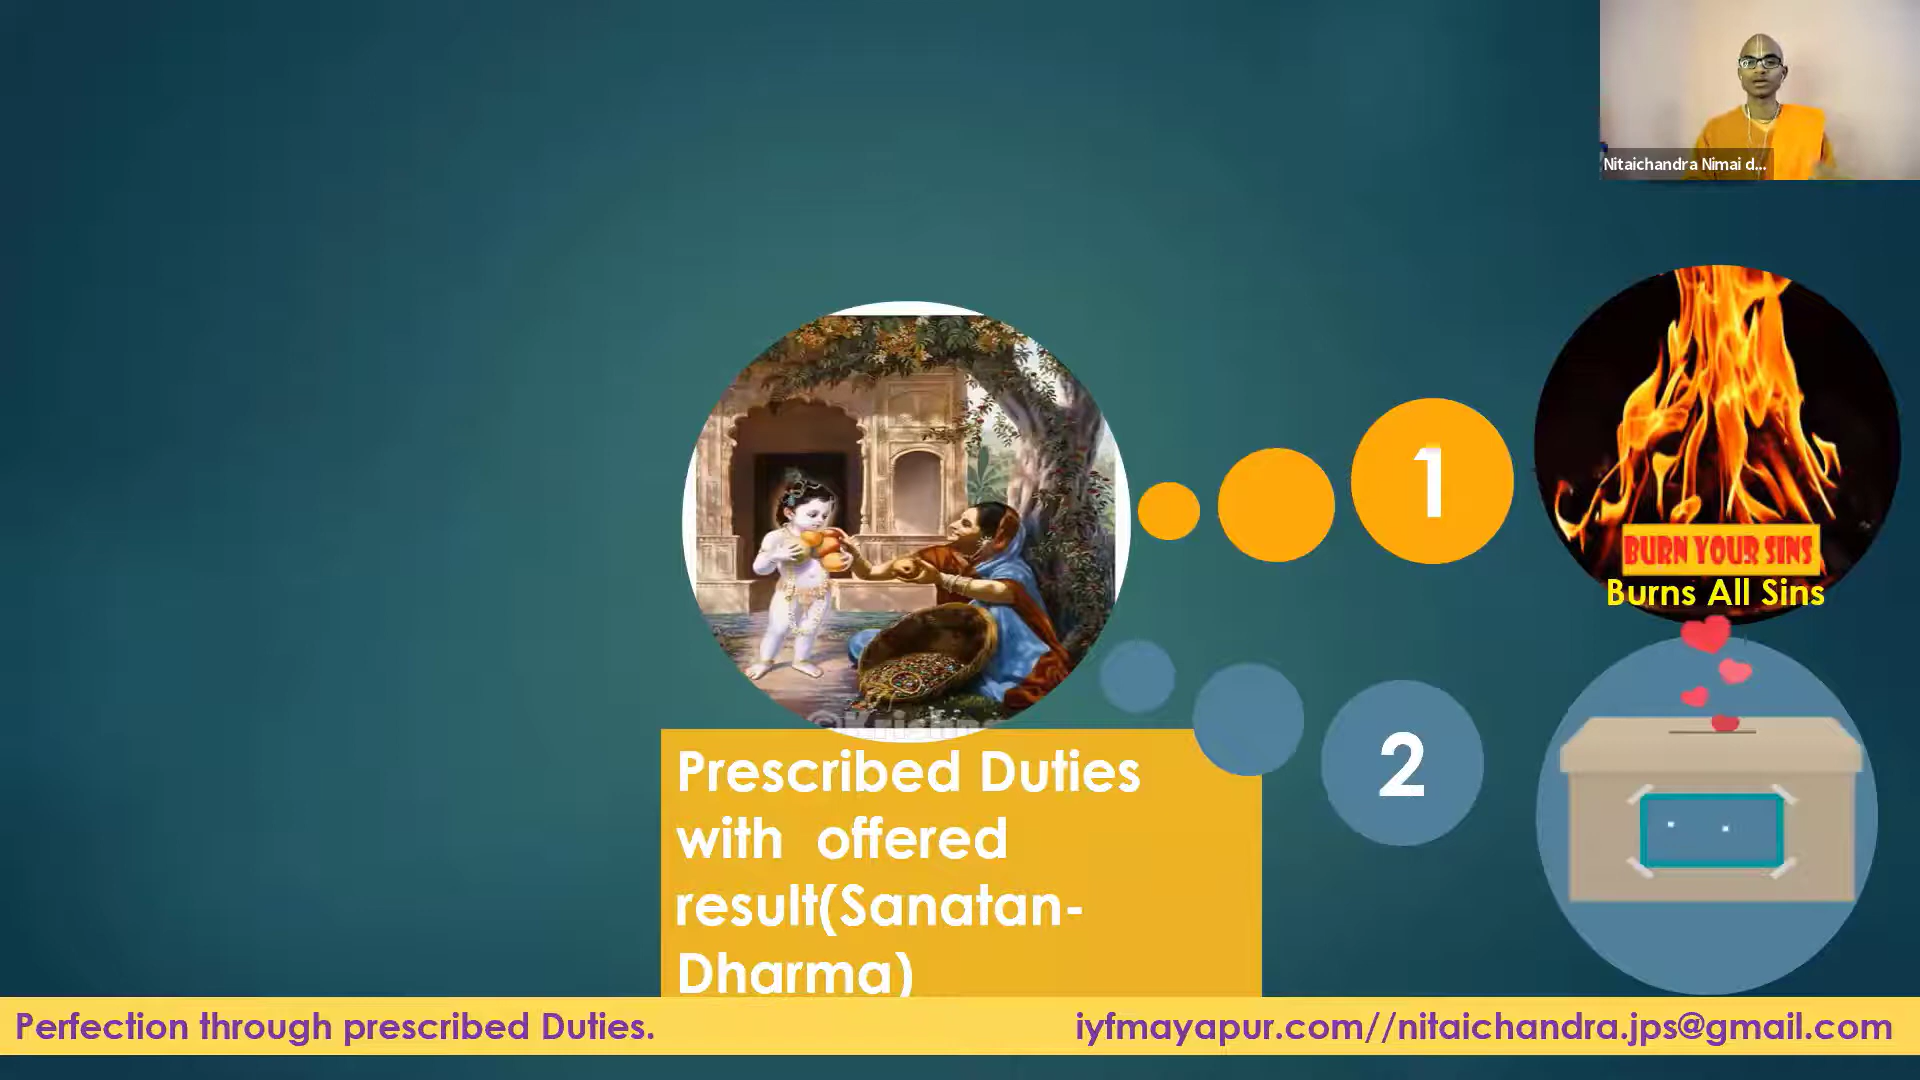 Nitaichandra Nimai d...
1
BURN YOUR SINS
Burns All Sins
©Krishna
Prescribed Duties
with offered
result(Sanatan-
Dharma)
2
Perfection through prescribed Duties.
iyfmayapur.com//nitaichandra.jps@gmail.com